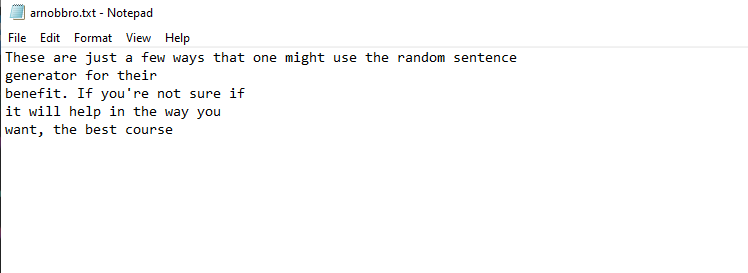 arnobbro.txt - Notepad
File Edit Format View Help
These are just a few ways that one might use the random sentence
generator for their
benefit. If you're not sure if
it will help in the way you
want, the best course